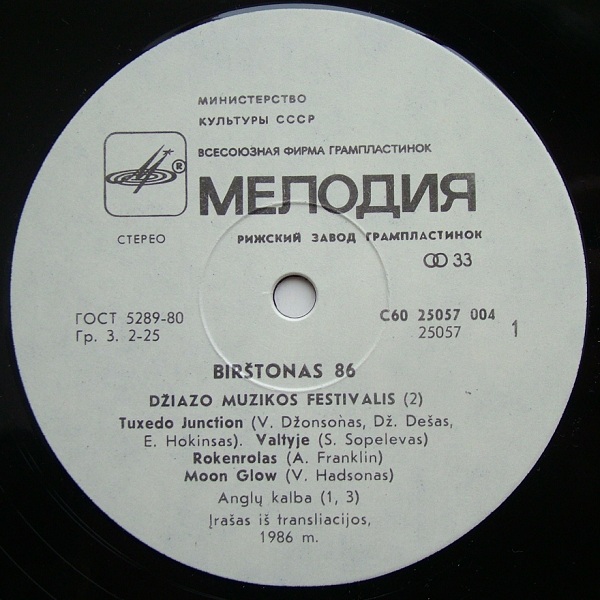 МИНИСТЕРСТВО
КУЛЬТУРЫ СССР
ВСЕСОЮЗНАЯ ФИРМА ГРАМПЛАСТИНОК
®
МЕЛОДИЯ
СТЕРЕО
РИЖСКИЙ ЗАВОД ГРАМПЛАСТИНОК
33
ГОСТ 5289-80
Гр. 3. 2-25
С60 25057 004
25057
1
BIRŠTONAS 86
DŽIAZO MUZIKOS FESTIVALIS (2)
Tuxedo Junction (V. Džonsonas, Dž. Dešas,
E. Hokinsas). Valtyje (S. Sopelevas)
Rokenrolas (A. Franklin)
Moon Glow (V. Hadsonas)
Anglų kalba (1, 3)
Įrašas iš transliacijos,
1986 m.